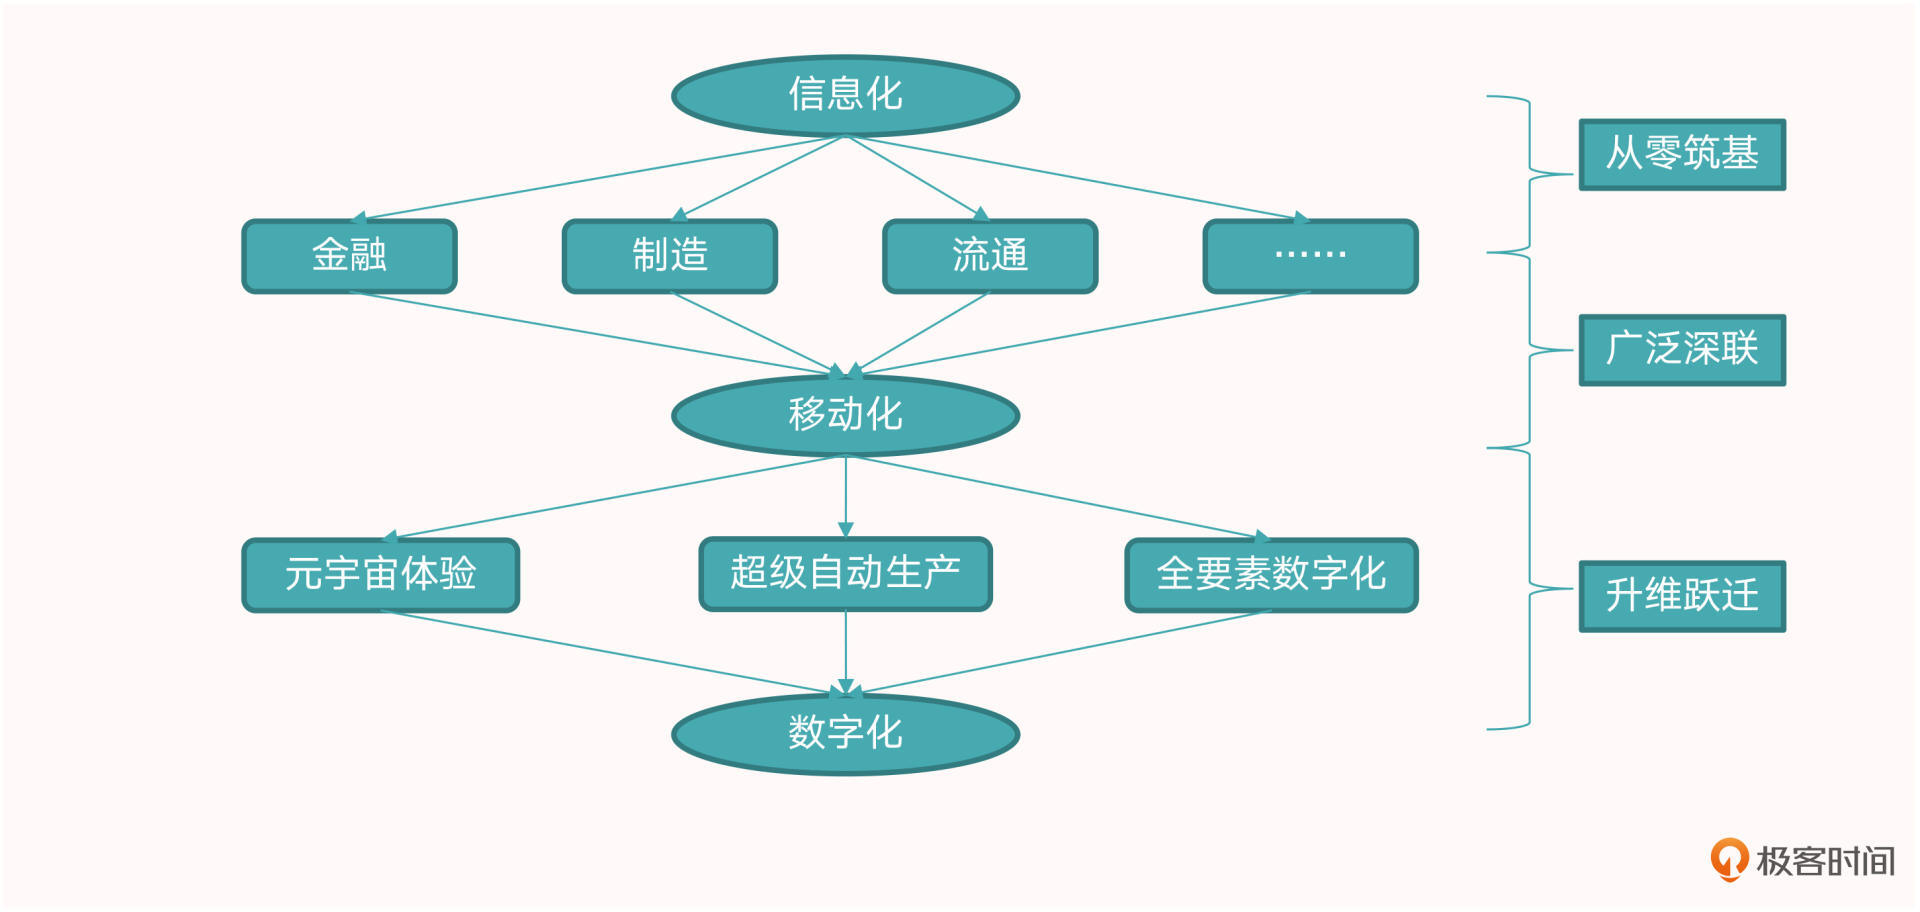 信息化
从零筑基
金融
制造
流通
······
广泛深联
移动化
元宇宙体验
超级自动生产
全要素数字化
升维跃迁
数字化
极客时间